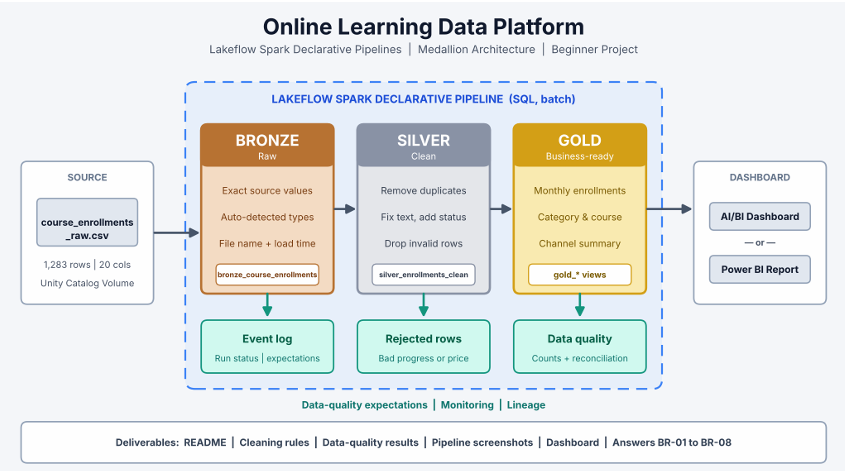 Online Learning Data Platform
Lakeflow Spark Declarative Pipelines | Medallion Architecture | Beginner Project
LAKEFLOW SPARK DECLARATIVE PIPELINE (SQL, batch)
SOURCE
course_enrollments
_raw.csv
1,283 rows | 20 cols
Unity Catalog Volume
BRONZE
Raw
Exact source values
Auto-detected types
File name + load time
bronze_course_enrollments
SILVER
Clean
Remove duplicates
Fix text, add status
Drop invalid rows
silver_enrollments_clean
GOLD
Business-ready
Monthly enrollments
Category & course
Channel summary
gold_* views
DASHBOARD
AI/BI Dashboard
— or —
Power BI Report
Event log
Run status | expectations
Rejected rows
Bad progress or price
Data quality
Counts + reconciliation
Data-quality expectations | Monitoring | Lineage
Deliverables: README | Cleaning rules | Data-quality results | Pipeline screenshots | Dashboard | Answers BR-01 to BR-08